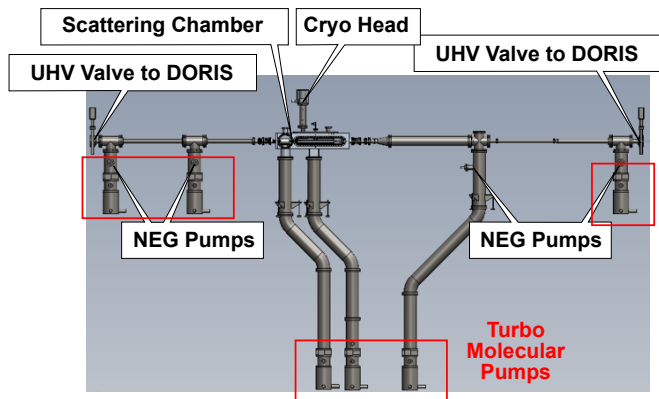 Scattering Chamber
Cryo Head
UHV Valve to DORIS
UHV Valve to DORIS
NEG Pumps
NEG Pumps
Turbo
Molecular
Pumps